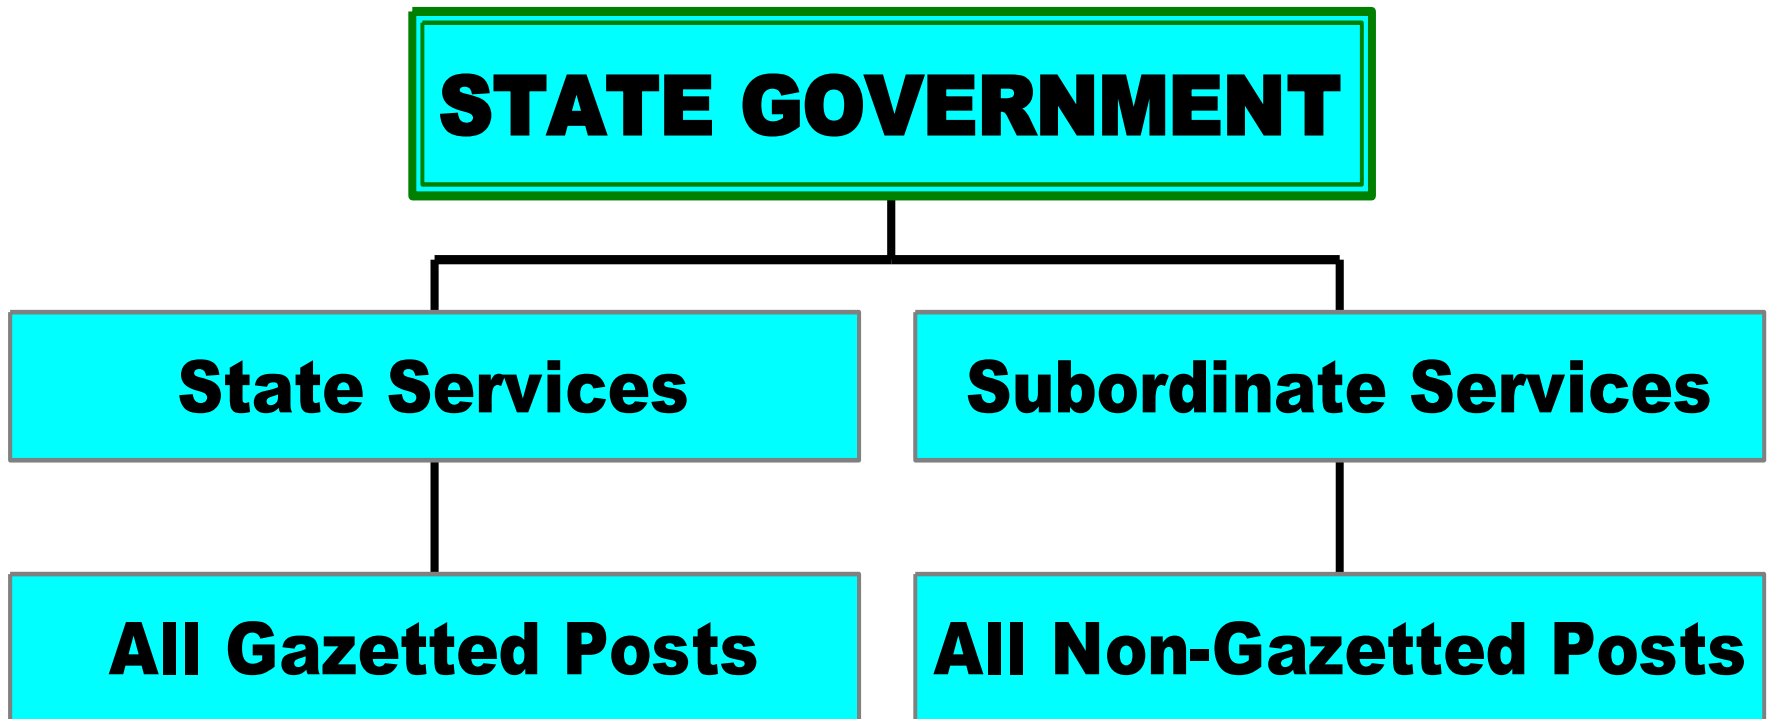 STATE GOVERNMENT
State Services
Subordinate Services
All Gazetted Posts
All Non-Gazetted Posts